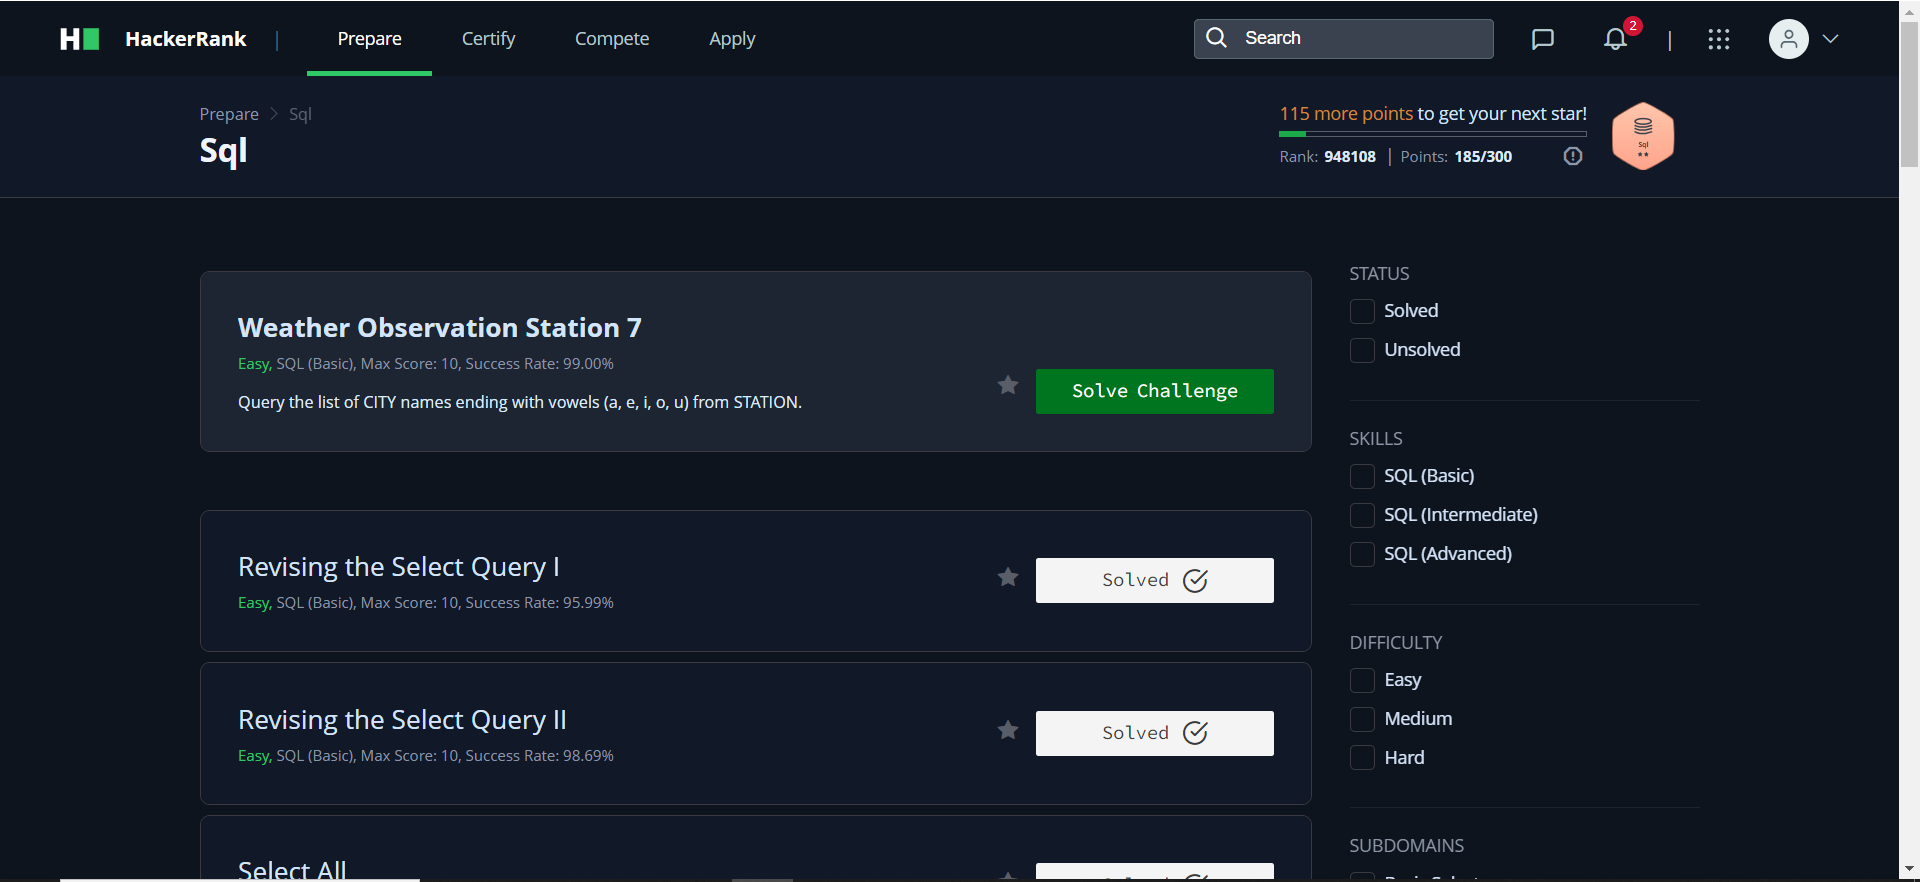 HackerRank | Prepare Certify Compete Apply Search 2 |
Prepare > Sql
Sql
115 more points to get your next star!
Rank: 948108 | Points: 185/300
Sql
Weather Observation Station 7
Easy, SQL (Basic), Max Score: 10, Success Rate: 99.00%
Query the list of CITY names ending with vowels (a, e, i, o, u) from STATION.
Solve Challenge
Revising the Select Query I
Easy, SQL (Basic), Max Score: 10, Success Rate: 95.99%
Solved
Revising the Select Query II
Easy, SQL (Basic), Max Score: 10, Success Rate: 98.69%
Solved
Select All
STATUS
Solved
Unsolved
SKILLS
SQL (Basic)
SQL (Intermediate)
SQL (Advanced)
DIFFICULTY
Easy
Medium
Hard
SUBDOMAINS